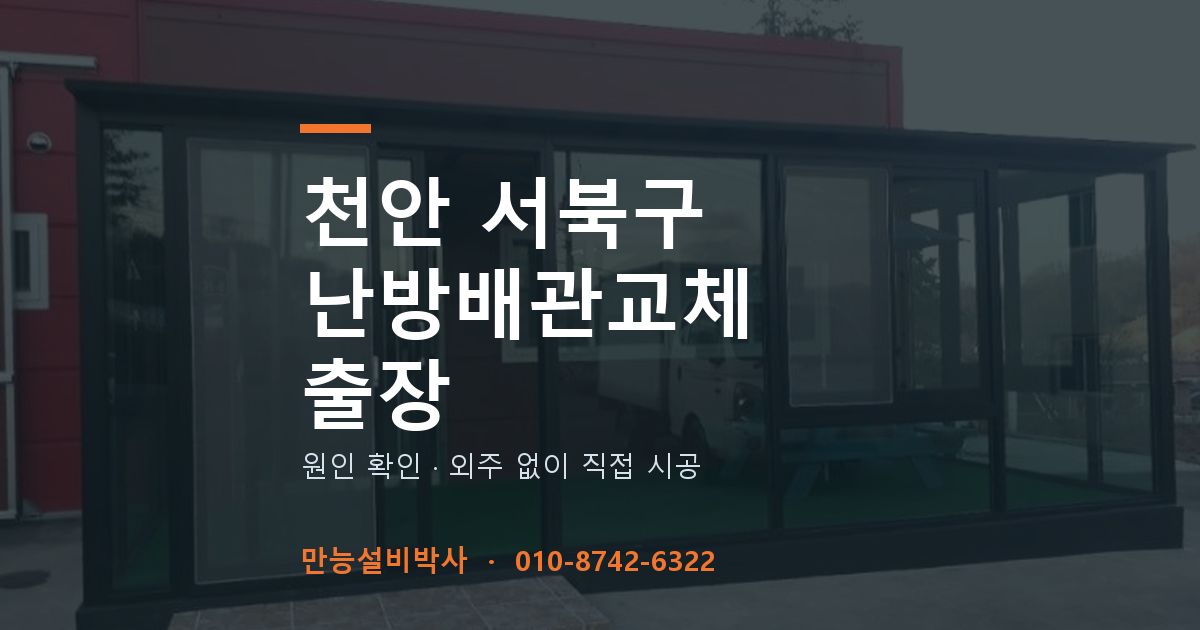 천안 서북구
난방배관교체
출장
원인 확인 · 외주 없이 직접 시공
만능설비박사 · 010-8742-6322